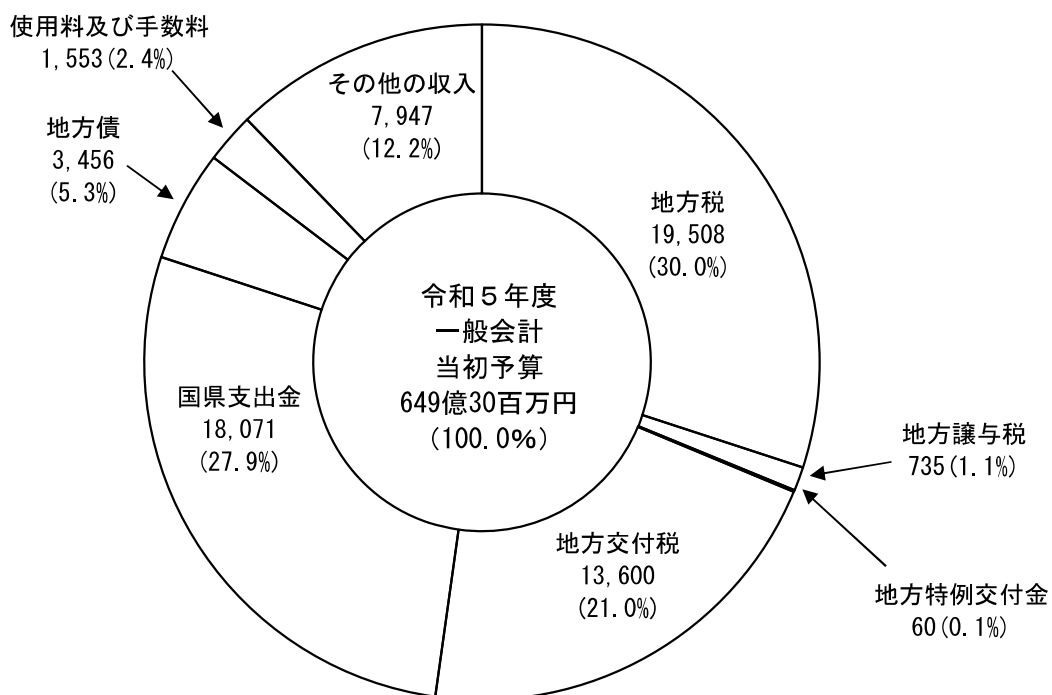 使用料及び手数料
1,553(2.4%)
その他の収入
7,947
(12.2%)
地方債
3,456
(5.3%)
地方税
19,508
(30.0%)
令和5年度
一般会計
当初予算
649億30百万円
(100.0%)
国県支出金
18,071
(27.9%)
地方譲与税
735(1.1%)
地方交付税
13,600
(21.0%)
地方特例交付金
60(0.1%)